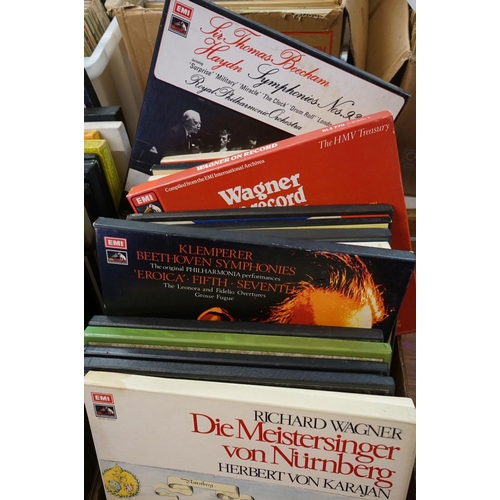 EMI
Sir Thomas Beecham
Haydn Symphonies Nos. 93
including
"Surprise" "Military" "Miracle" "The Clock" "Drum Roll"
Royal Philharmonic Orchestra
WAGNER ON RECORD
Compiled from the EMI International Archives
The HMV Treasury
EMI
Wagner
record
EMI
KLEMPERER
BEETHOVEN SYMPHONIES
The original PHILHARMONIA performances
'EROICA' · FIFTH · SEVENTH
The Leonora and Fidelio Overtures
Grosse Fugue
EMI
RICHARD WAGNER
Die Meistersinger
von Nürnberg
HERBERT VON KARAJAN